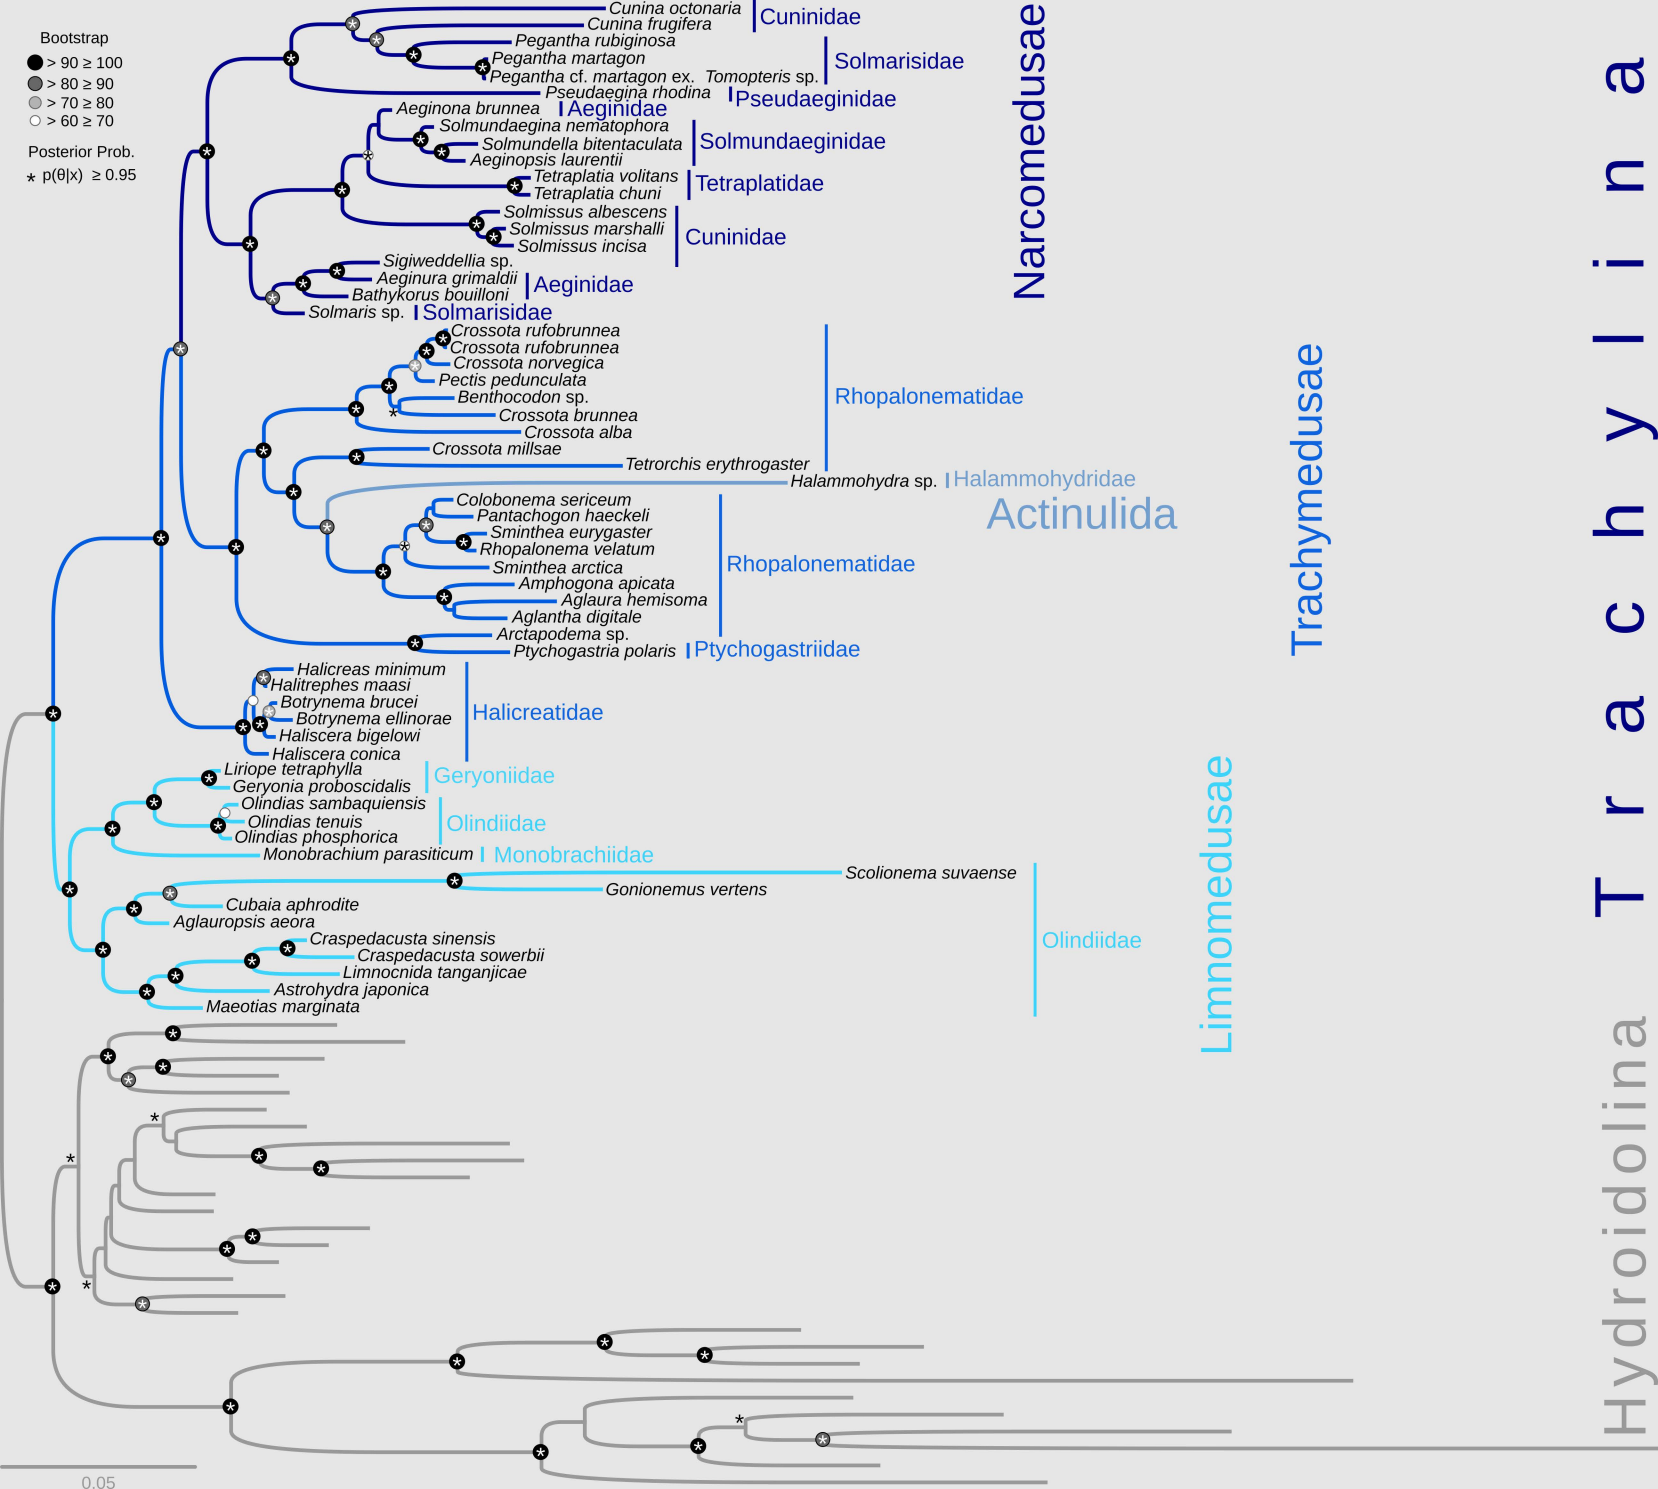 Bootstrap
> 90 ≥ 100
> 80 ≥ 90
> 70 ≥ 80
> 60 ≥ 70
Posterior Prob.
* p(θ|x) ≥ 0.95
Cunina octonaria
Cunina frugifera
Cuninidae
Pegantha rubiginosa
Pegantha martagon
Pegantha cf. martagon ex. Tomopteris sp.
Solmarisidae
Pseudaegina rhodina
Pseudaeginidae
Aeginona brunnea
Aeginidae
Solmundaegina nematophora
Solmundella bitentaculata
Aeginopsis laurentii
Solmundaeginidae
Tetraplatia volitans
Tetraplatia chuni
Tetraplatidae
Solmissus albescens
Solmissus marshalli
Solmissus incisa
Cuninidae
Sigiweddellia sp.
Aeginura grimaldii
Bathykorus bouilloni
Aeginidae
Solmaris sp.
Solmarisidae
Narcomedusae
Crossota rufobrunnea
Crossota rufobrunnea
Crossota norvegica
Pectis pedunculata
Benthocodon sp.
Crossota brunnea
Crossota alba
Crossota millsae
Tetrorchis erythrogaster
Rhopalonematidae
Halammohydra sp.
Halammohydridae
Actinulida
Colobonema sericeum
Pantachogon haeckeli
Sminthea eurygaster
Rhopalonema velatum
Sminthea arctica
Amphogona apicata
Aglaura hemisoma
Aglantha digitale
Rhopalonematidae
Arctapodema sp.
Ptychogastria polaris
Ptychogastriidae
Halicreas minimum
Halitrephes maasi
Botrynema brucei
Botrynema ellinorae
Haliscera bigelowi
Haliscera conica
Halicreatidae
Trachymedusae
Liriope tetraphylla
Geryonia proboscidalis
Geryoniidae
Olindias sambaquiensis
Olindias tenuis
Olindias phosphorica
Olindiidae
Monobrachium parasiticum
Monobrachiidae
Scolionema suvaense
Gonionemus vertens
Cubaia aphrodite
Aglauropsis aeora
Craspedacusta sinensis
Craspedacusta sowerbii
Limnocnida tanganjicae
Astrohydra japonica
Maeotias marginata
Olindiidae
Limnomedusae
Trachylina
Hydroidolina
0.05